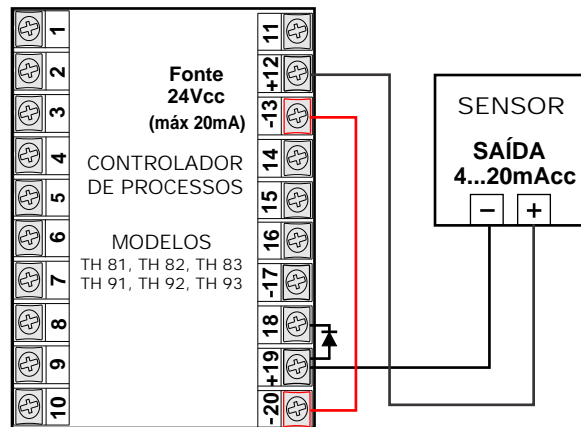 1
2
3
4
5
6
7
8
9
10
Fonte
24Vcc
(máx 20mA)
CONTROLADOR
DE PROCESSOS
MODELOS
TH 81, TH 82, TH 83
TH 91, TH 92, TH 93
11
+12
-13
14
15
16
-17
18
+19
-20
SENSOR
SAÍDA
4...20mAcc
− +